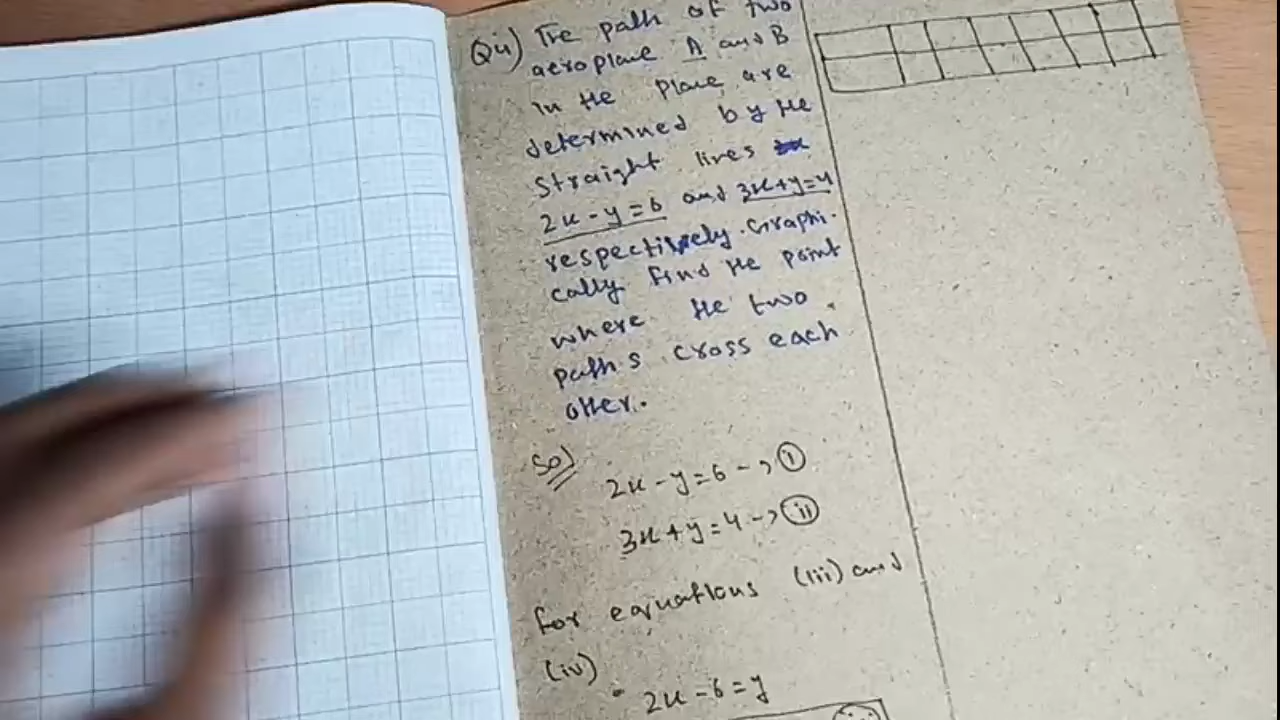 Qii) The path of two
aeroplane A and B
in the place are
determined by the
straight lines
2x - y = 6 and 3x+y=4
respectively. Graphi-
cally find the point
where the two
paths cross each
other.
Sol
2x - y = 6 -> (i)
3x + y = 4 -> (ii)
for equations (iii) and
(iv)
2x - 6 = y